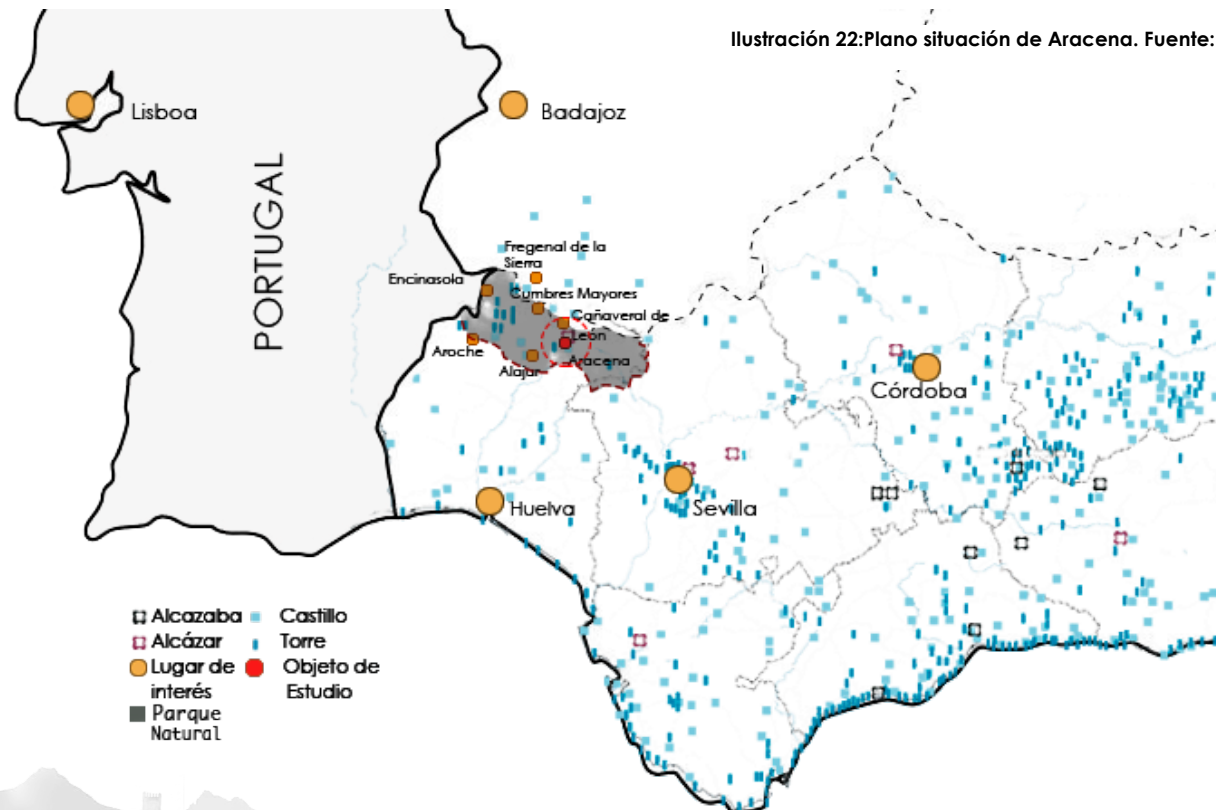 Ilustración 22:Plano situación de Aracena. Fuente:
Lisboa
Badajoz
PORTUGAL
Fregenal de la
Sierra
Encinasola
Cumbres Mayores
Cañaveral de
León
Aroche
Aracena
Alajar
Córdoba
Huelva
Sevilla
Alcazaba
Castillo
Alcázar
Torre
Lugar de
interés
Objeto de
Estudio
Parque
Natural